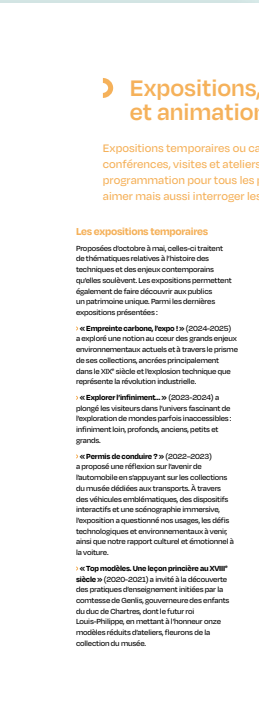 Expositions,
et animation
Expositions temporaires ou ca
conférences, visites et ateliers
programmation pour tous les p
aimer mais aussi interroger les
Les expositions temporaires
Proposées d'octobre à mai, celles-ci traitent
de thématiques relatives à l'histoire des
techniques et des enjeux contemporains
qu'elles soulèvent. Les expositions permettent
également de faire découvrir aux publics
un patrimoine unique. Parmi les dernières
expositions présentées :
› « Empreinte carbone, l'expo ! » (2024-2025)
a exploré une notion au cœur des grands enjeux
environnementaux actuels et à travers le prisme
de ses collections, ancrées principalement
dans le XIXe siècle et l'explosion technique que
représente la révolution industrielle.
› « Explorer l'infiniment... » (2023-2024) a
plongé les visiteurs dans l'univers fascinant de
l'exploration de mondes parfois inaccessibles :
infiniment loin, profonds, anciens, petits et
grands.
› « Permis de conduire ? » (2022-2023)
a proposé une réflexion sur l'avenir de
l'automobile en s'appuyant sur les collections
du musée dédiées aux transports. À travers
des véhicules emblématiques, des dispositifs
interactifs et une scénographie immersive,
l'exposition a questionné nos usages, les défis
technologiques et environnementaux à venir,
ainsi que notre rapport culturel et émotionnel à
la voiture.
› « Top modèles. Une leçon princière au XVIIIe
siècle » (2020-2021) a invité à la découverte
des pratiques d'enseignement initiées par la
comtesse de Genlis, gouverneure des enfants
du duc de Chartres, dont le futur roi
Louis-Philippe, en mettant à l'honneur onze
modèles réduits d'ateliers, fleurons de la
collection du musée.